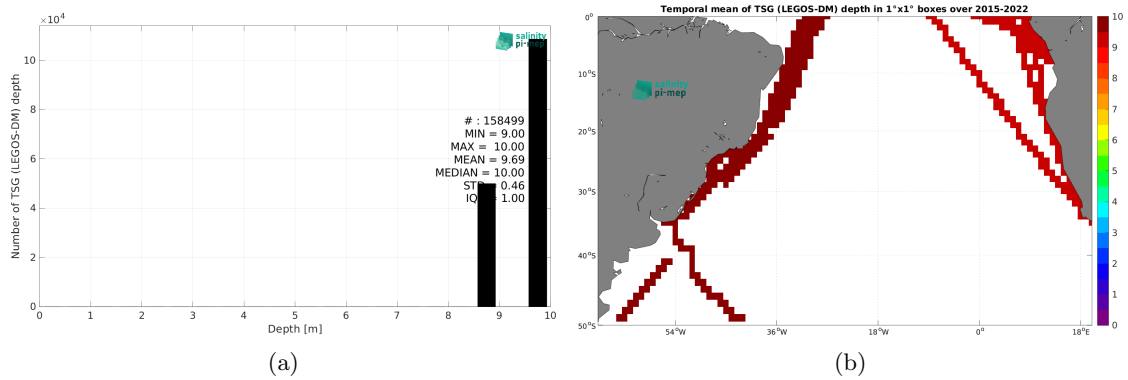 ×10⁴
10
8
6
4
2
0
Number of TSG (LEGOS-DM) depth
salinity
pi-mep
# : 158499
MIN = 9.00
MAX = 10.00
MEAN = 9.69
MEDIAN = 10.00
= 0.46
= 1.00
0 1 2 3 4 5 6 7 8 9 10
Depth [m]
(a)
Temporal mean of TSG (LEGOS-DM) depth in 1°x1° boxes over 2015-2022
0°
10°S
20°S
30°S
40°S
50°S
salinity
pi-mep
54°W 36°W 18°W 0° 18°E
10
9
8
7
6
5
4
3
2
1
0
(b)